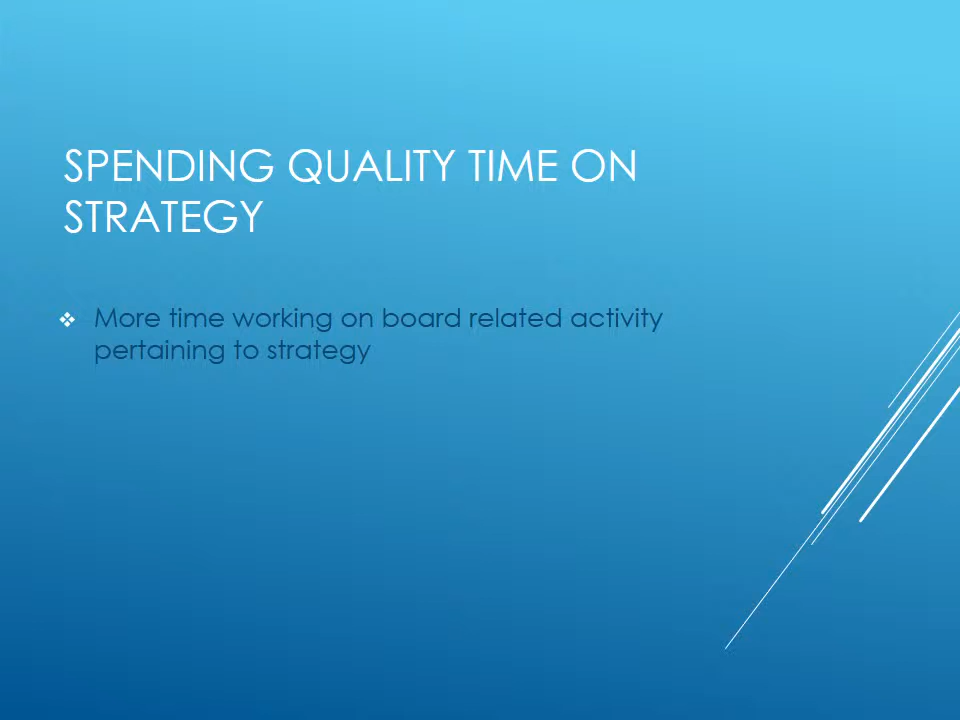 SPENDING QUALITY TIME ON
STRATEGY
❖ More time working on board related activity
pertaining to strategy